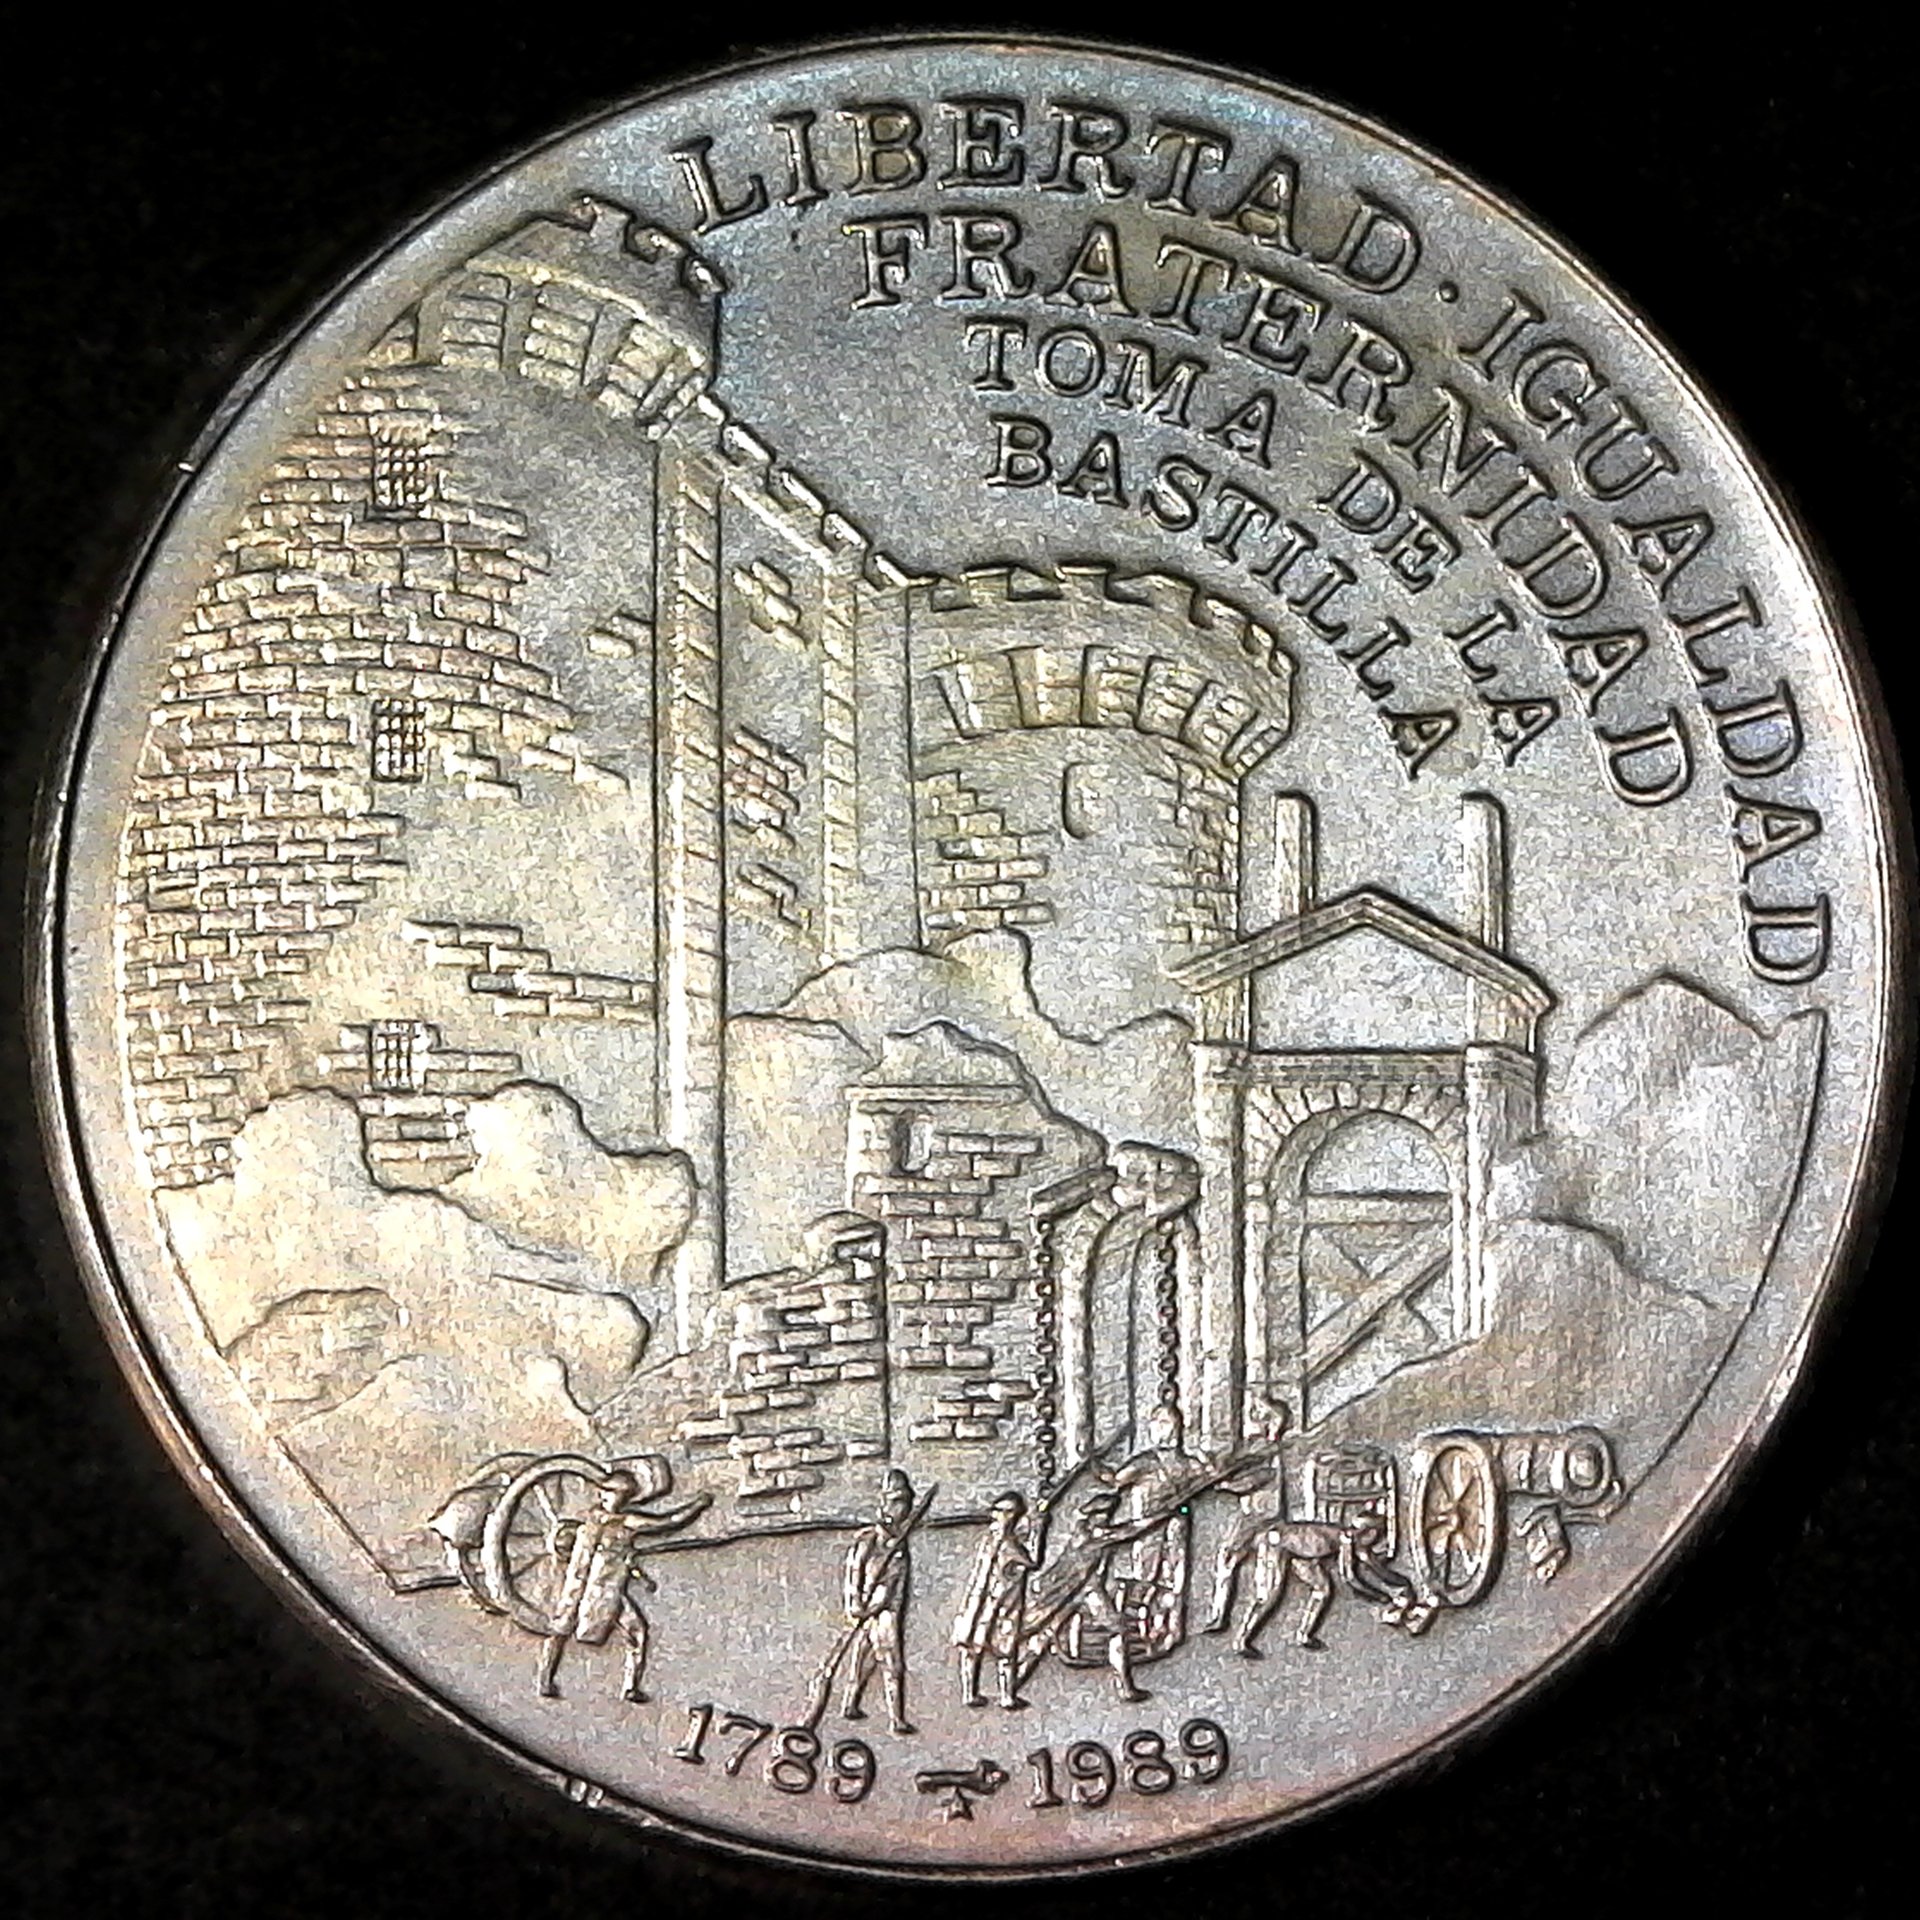 LIBERTAD · IGUALDAD
FRATERNIDAD
TOMA DE LA
BASTILLA
1789 1989